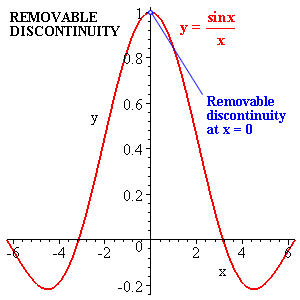 REMOVABLE
DISCONTINUITY
1
y = sinx/x
0.8
Removable
discontinuity
at x = 0
0.6
y
0.4
0.2
-6 -4 -2 0 2 4 6
x
-0.2